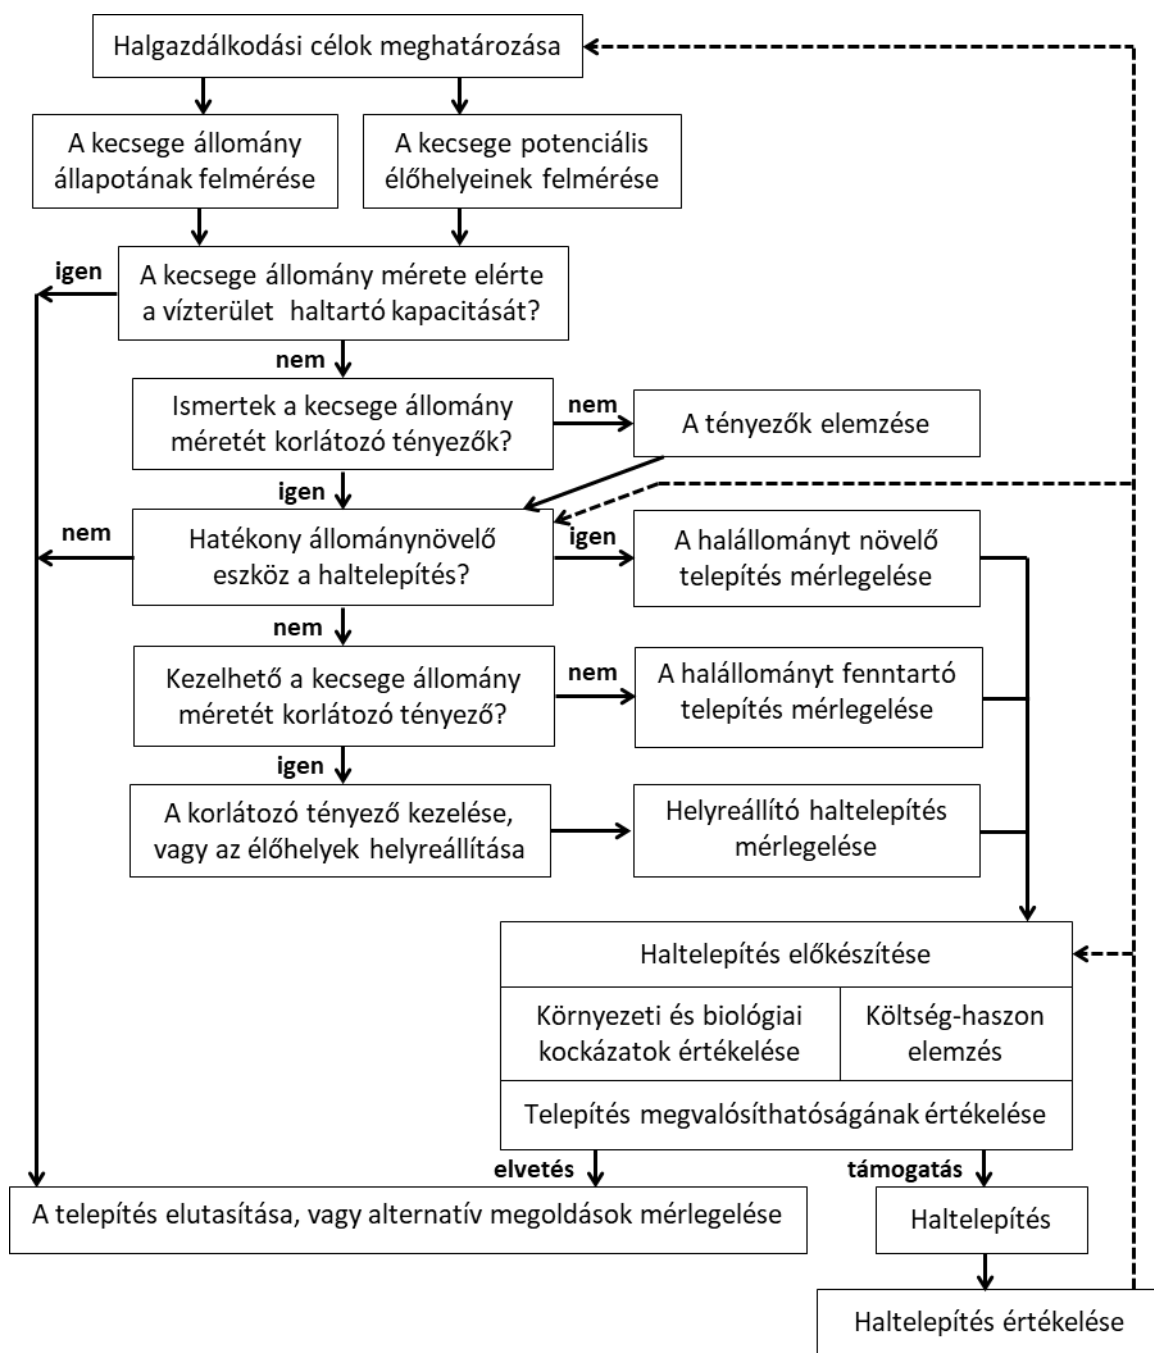 Halgazdálkodási célok meghatározása
A kecsege állomány
állapotának felmérése
A kecsege potenciális
élőhelyeinek felmérése
igen
A kecsege állomány mérete elérte
a vízterület haltartó kapacitását?
nem
Ismertek a kecsege állomány
méretét korlátozó tényezők?
nem
A tényezők elemzése
igen
nem
Hatékony állománynövelő
eszköz a haltelepítés?
igen
A halállományt növelő
telepítés mérlegelése
nem
Kezelhető a kecsege állomány
méretét korlátozó tényező?
nem
A halállományt fenntartó
telepítés mérlegelése
igen
A korlátozó tényező kezelése,
vagy az élőhelyek helyreállítása
Helyreállító haltelepítés
mérlegelése
Haltelepítés előkészítése
Környezeti és biológiai
kockázatok értékelése
Költség-haszon
elemzés
Telepítés megvalósíthatóságának értékelése
elvetés
támogatás
A telepítés elutasítása, vagy alternatív megoldások mérlegelése
Haltelepítés
Haltelepítés értékelése